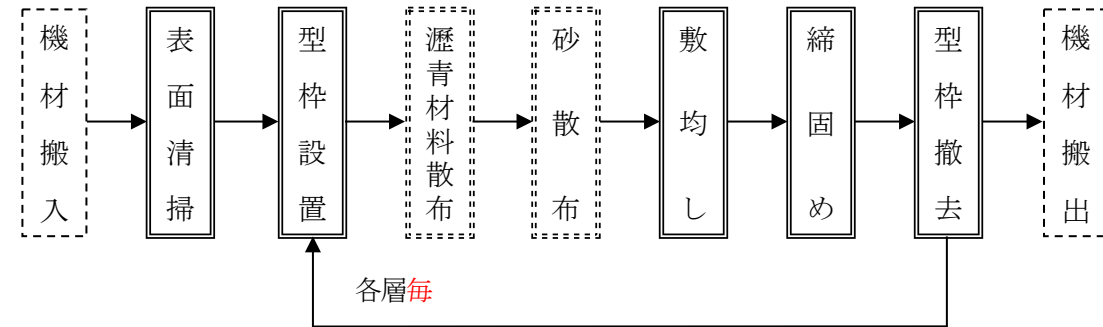 機材搬入
表面清掃
型枠設置
瀝青材料散布
砂散布
敷均し
締固め
型枠撤去
機材搬出
各層毎